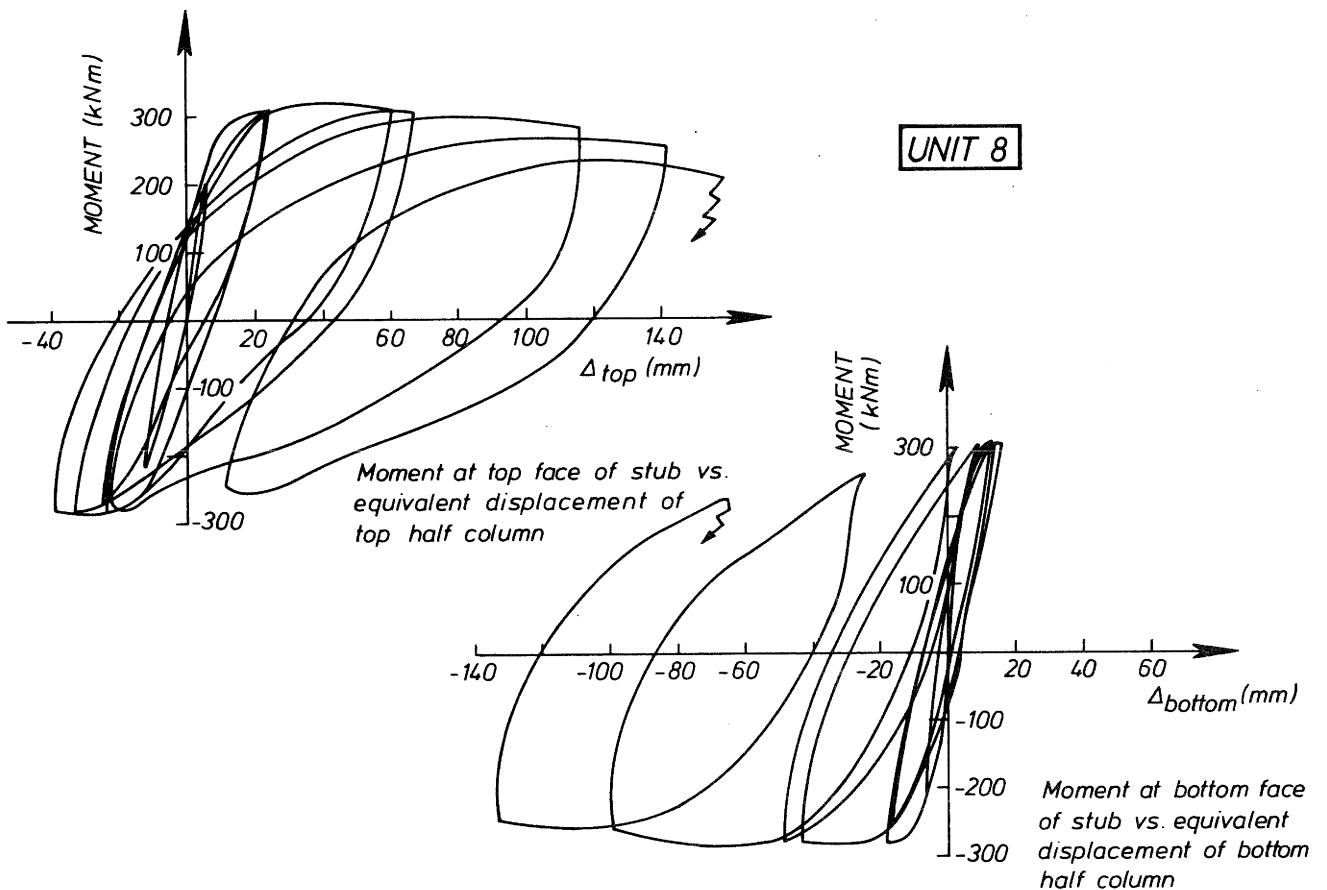 MOMENT (kNm)
300
200
100
-40
20
40
60
80
100
140
-100
-300
Δtop (mm)
Moment at top face of stub vs.
equivalent displacement of
top half column
UNIT 8
MOMENT
(kNm)
300
100
-140
-100
-80
-60
-20
20
40
60
-100
-200
-300
Δbottom (mm)
Moment at bottom face
of stub vs. equivalent
displacement of bottom
half column